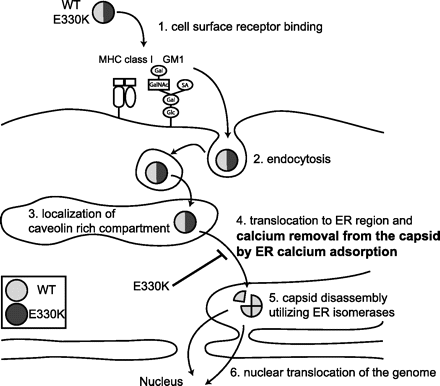 WT
E330K
1. cell surface receptor binding
MHC class I GM1
Gal
GalNAc
SA
Gal
Glc
2. endocytosis
3. localization of
caveolin rich compartment
4. translocation to ER region and
calcium removal from the capsid
by ER calcium adsorption
E330K
WT
E330K
5. capsid disassembly
utilizing ER isomerases
6. nuclear translocation of the genome
Nucleus